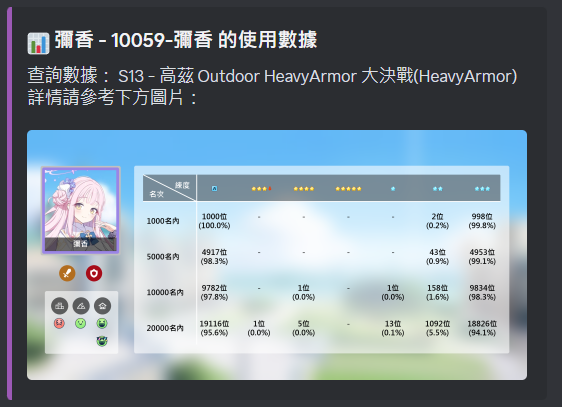 彌香 - 10059-彌香 的使用數據
查詢數據： S13 - 高茲 Outdoor HeavyArmor 大決戰(HeavyArmor)
詳情請參考下方圖片：
彌香
練度
名次
A
1000名內 1000位 (100.0%) - - - - 2位 (0.2%) 998位 (99.8%)
5000名內 4917位 (98.3%) - - - - 43位 (0.9%) 4953位 (99.1%)
10000名內 9782位 (97.8%) - 1位 (0.0%) - 1位 (0.0%) 158位 (1.6%) 9834位 (98.3%)
20000名內 19116位 (95.6%) 1位 (0.0%) 5位 (0.0%) - 13位 (0.1%) 1092位 (5.5%) 18826位 (94.1%)